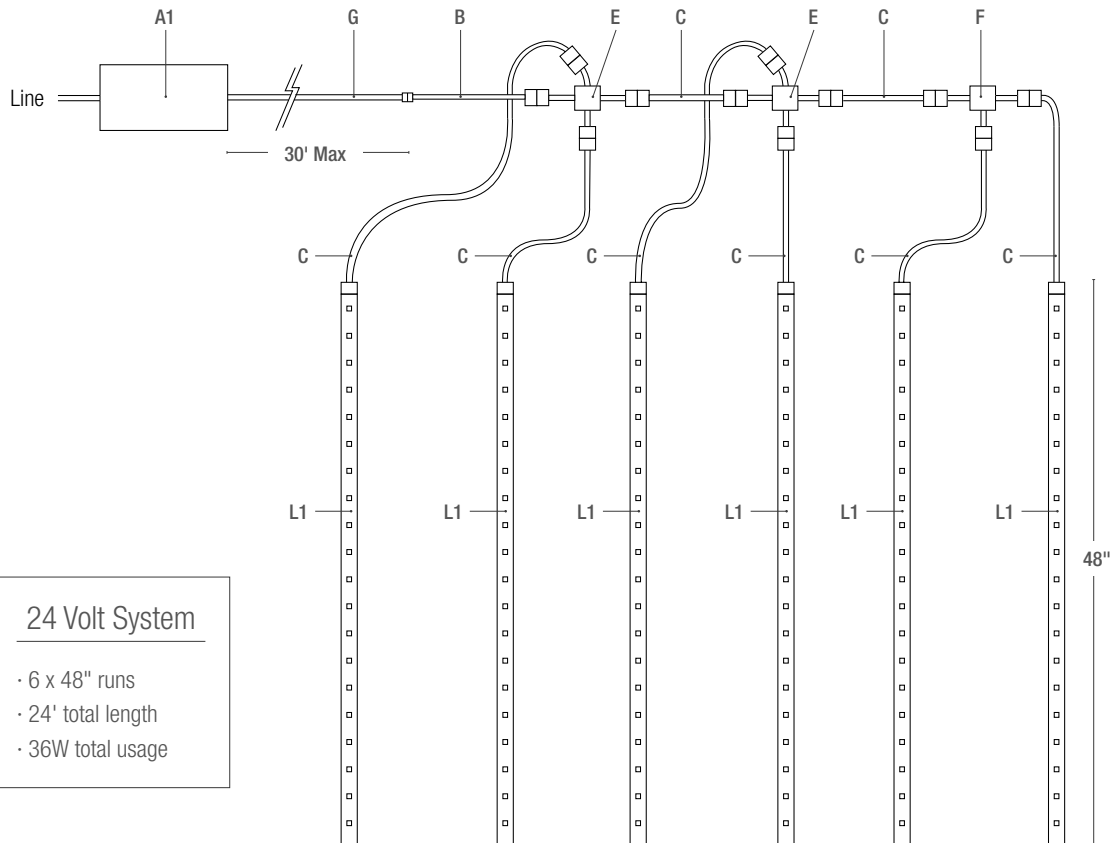 A1 G B E C E C F
Line
30' Max
C C C C C C
L1 L1 L1 L1 L1 L1
48"
24 Volt System
· 6 x 48" runs
· 24' total length
· 36W total usage